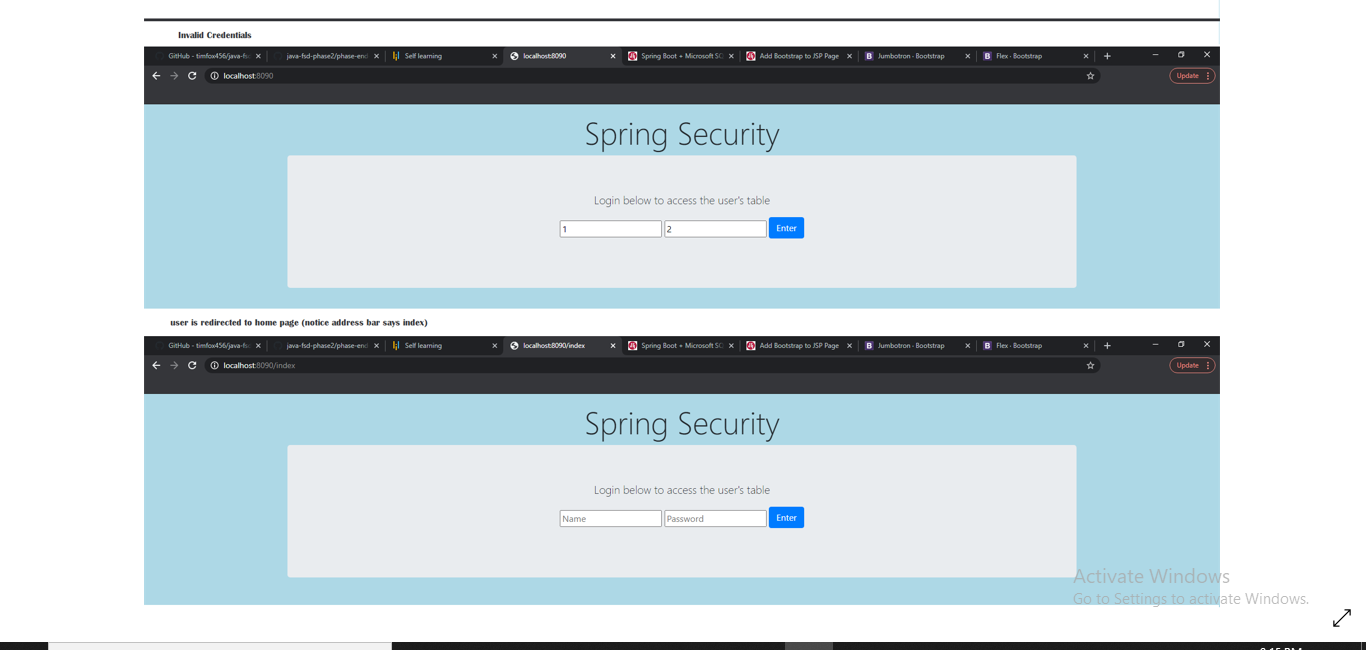 Invalid Credentials
GitHub - timfox456/java-fs
java-fsd-phase2/phase-end
Self learning
localhost:8090
Spring Boot + Microsoft SQ
Add Bootstrap to JSP Page
Jumbotron · Bootstrap
Flex · Bootstrap
localhost:8090
Update
Spring Security
Login below to access the user's table
1
2
Enter
user is redirected to home page (notice address bar says index)
GitHub - timfox456/java-fs
java-fsd-phase2/phase-end
Self learning
localhost:8090/index
Spring Boot + Microsoft SQ
Add Bootstrap to JSP Page
Jumbotron · Bootstrap
Flex · Bootstrap
localhost:8090/index
Update
Spring Security
Login below to access the user's table
Name
Password
Enter
Activate Windows
Go to Settings to activate Windows.